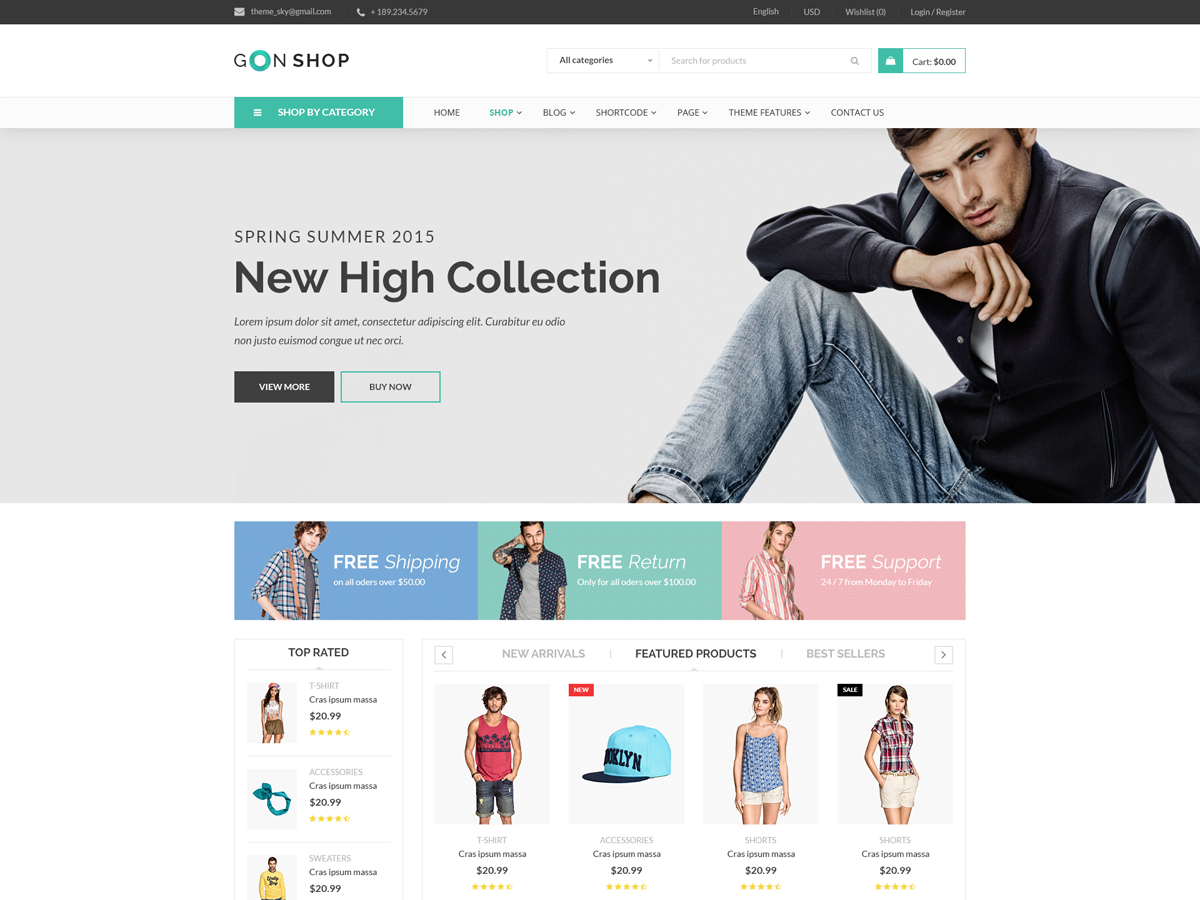 theme_sky@gmail.com
+ 189.234.5679
English
USD
Wishlist (0)
Login / Register
GON SHOP
All categories
Search for products
Cart: $0.00
SHOP BY CATEGORY
HOME
SHOP
BLOG
SHORTCODE
PAGE
THEME FEATURES
CONTACT US
SPRING SUMMER 2015
New High Collection
Lorem ipsum dolor sit amet, consectetur adipiscing elit. Curabitur eu odio
non justo euismod congue ut nec orci.
VIEW MORE
BUY NOW
FREE Shipping
on all oders over $50.00
FREE Return
Only for all oders over $100.00
FREE Support
24 / 7 from Monday to Friday
TOP RATED
T-SHIRT
Cras ipsum massa
$20.99
ACCESSORIES
Cras ipsum massa
$20.99
SWEATERS
Cras ipsum massa
$20.99
NEW ARRIVALS
FEATURED PRODUCTS
BEST SELLERS
T-SHIRT
Cras ipsum massa
$20.99
NEW
OOKLYN
ACCESSORIES
Cras ipsum massa
$20.99
SHORTS
Cras ipsum massa
$20.99
SALE
SHORTS
Cras ipsum massa
$20.99